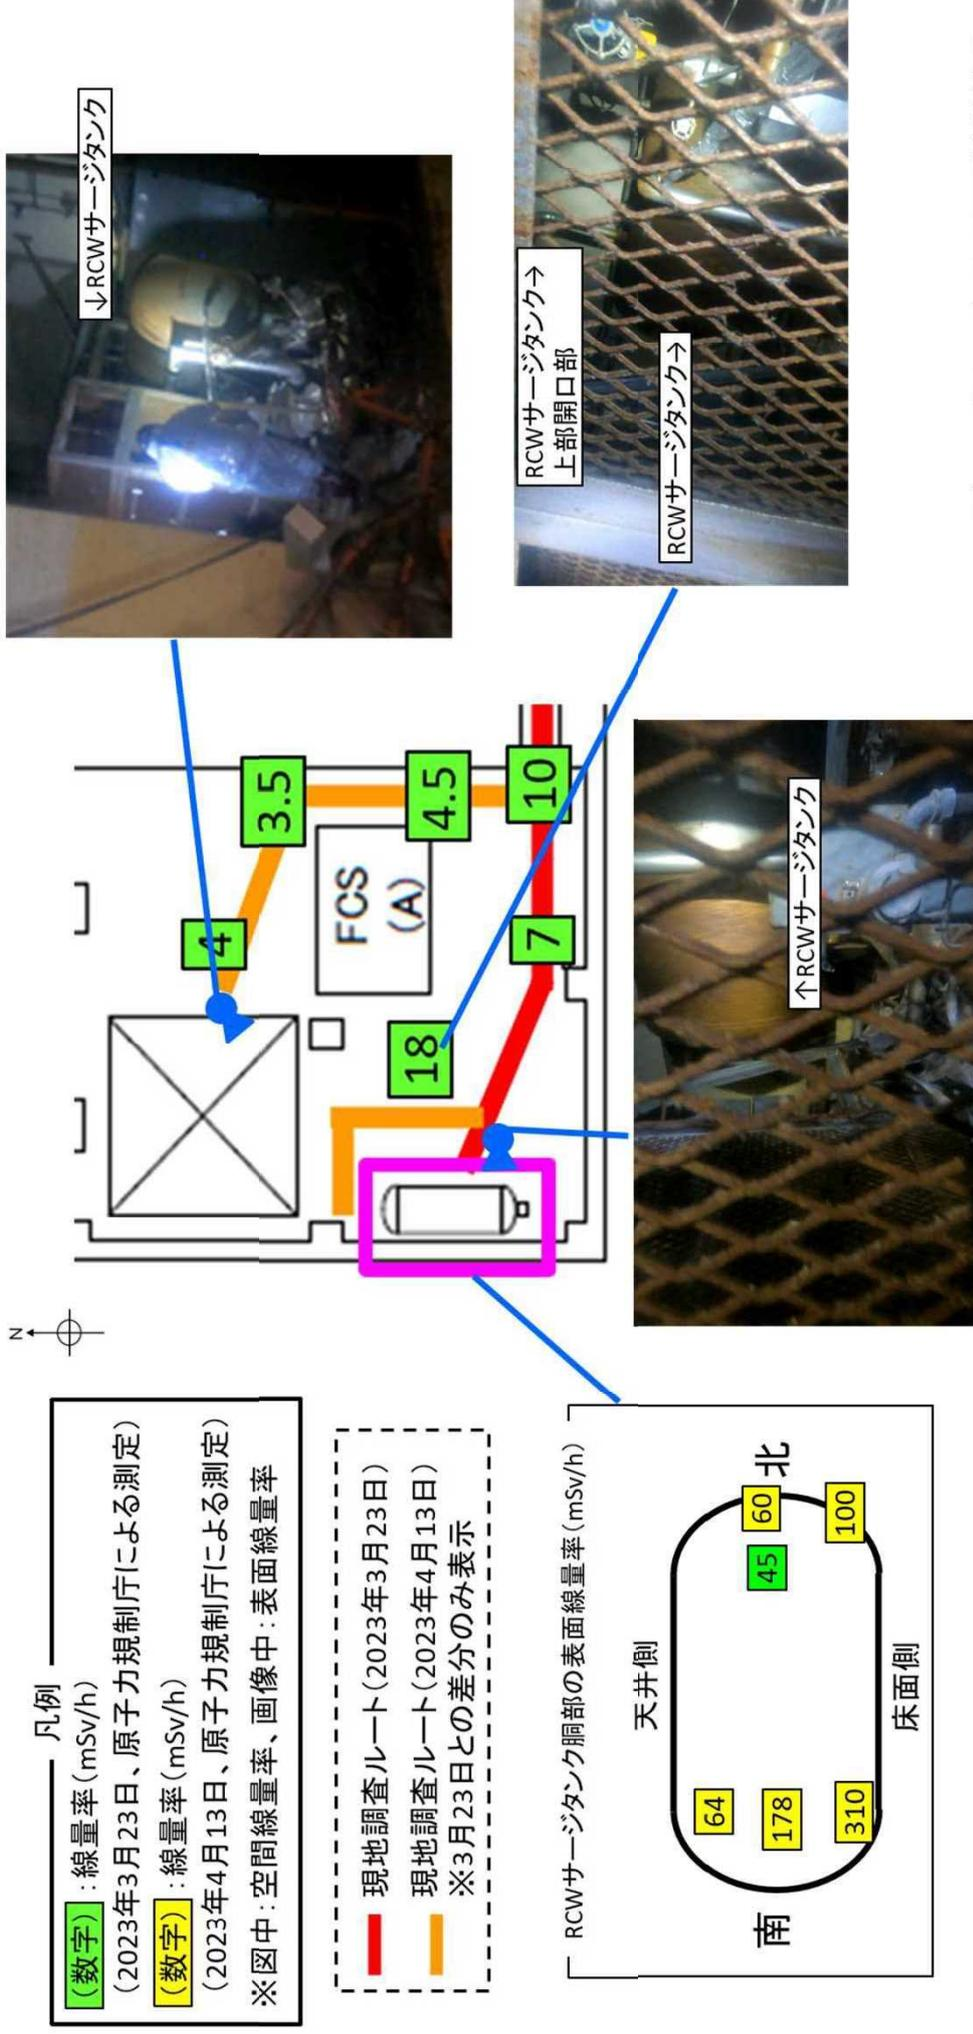 凡例
(数字):線量率(mSv/h)
(2023年3月23日、原子力規制庁による測定)
(数字):線量率(mSv/h)
(2023年4月13日、原子力規制庁による測定)
※図中:空間線量率、画像中:表面線量率
現地調査ルート(2023年3月23日)
現地調査ルート(2023年4月13日)
※3月23日との差分のみ表示
RCWサージタンク胴部の表面線量率(mSv/h)
天井側
南
64
178
310
45
60
100
北
床面側
N
4
3.5
FCS
(A)
4.5
18
7
10
↓RCWサージタンク
RCWサージタンク→
上部開口部
RCWサージタンク→
↑RCWサージタンク